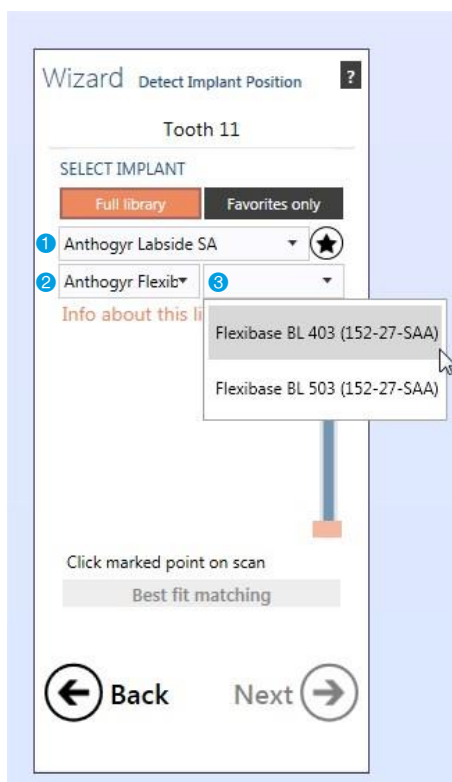 Wizard Detect Implant Position ?
Tooth 11
SELECT IMPLANT
Full library Favorites only
1 Anthogyr Labside SA
2 Anthogyr Flexib 3
Info about this li
Flexibase BL 403 (152-27-SAA)
Flexibase BL 503 (152-27-SAA)
Click marked point on scan
Best fit matching
Back Next